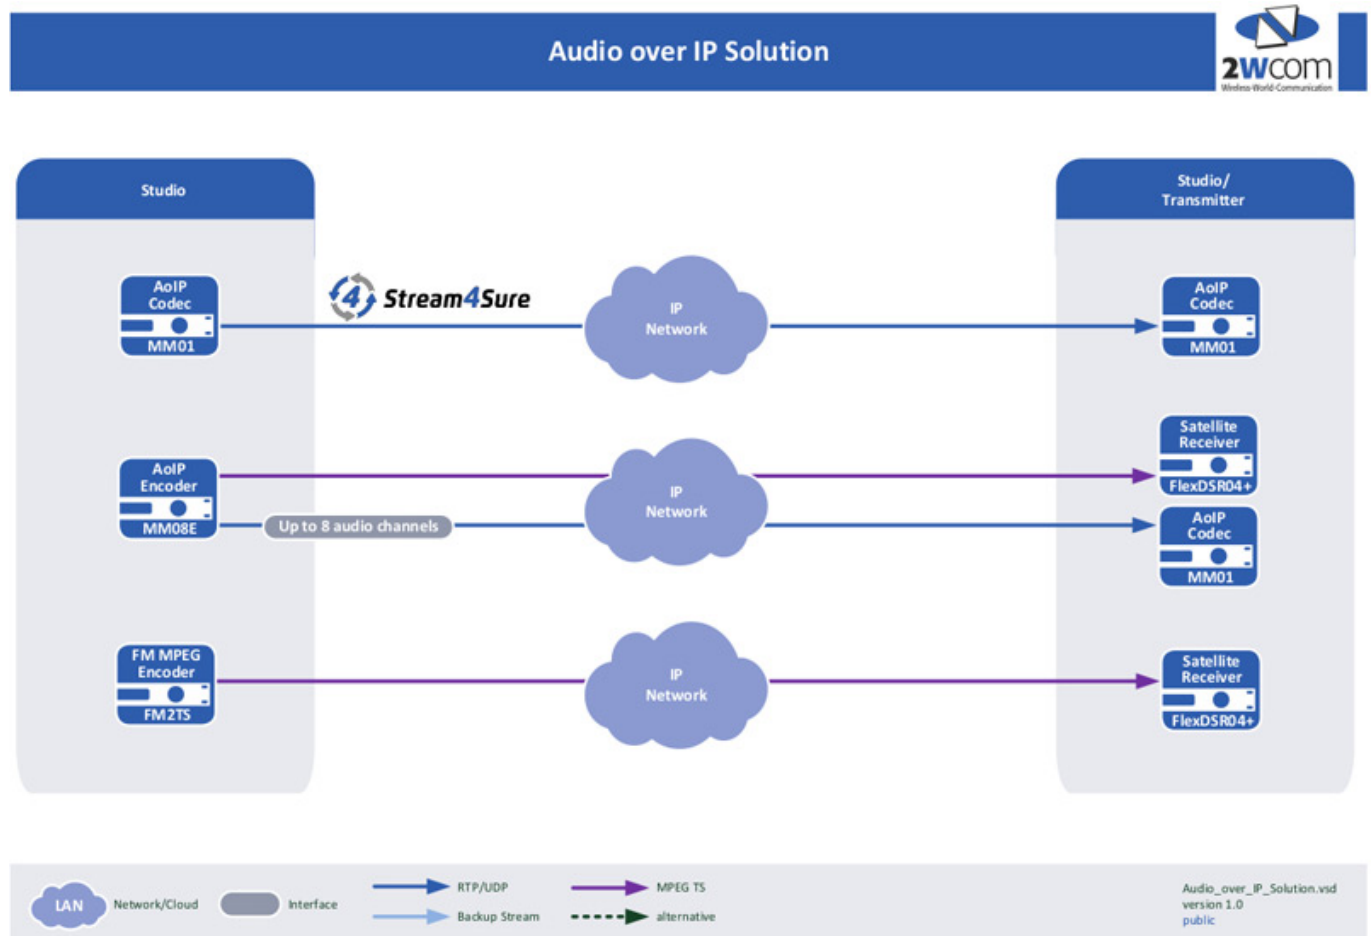 Audio over IP Solution
2Wcom
Wireless-World-Communication
Studio
Studio/
Transmitter
AoIP
Codec
MM01
4 Stream4Sure
IP
Network
AoIP
Codec
MM01
AoIP
Encoder
MM08E
Up to 8 audio channels
IP
Network
Satellite
Receiver
FlexDSR04+
AoIP
Codec
MM01
FM MPEG
Encoder
FM2TS
IP
Network
Satellite
Receiver
FlexDSR04+
LAN
Network/Cloud
Interface
RTP/UDP
Backup Stream
MPEG TS
alternative
Audio_over_IP_Solution.vsd
version 1.0
public